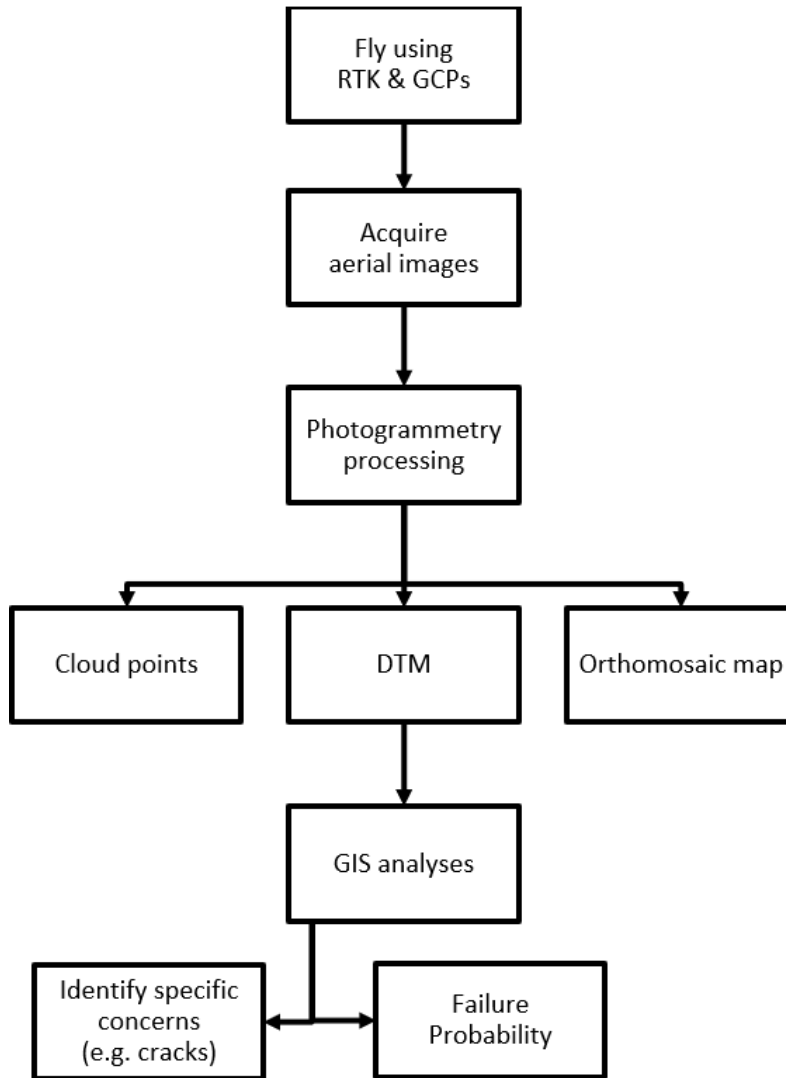 Fly using
RTK & GCPs
Acquire
aerial images
Photogrammetry
processing
Cloud points
DTM
Orthomosaic map
GIS analyses
Identify specific
concerns
(e.g. cracks)
Failure
Probability